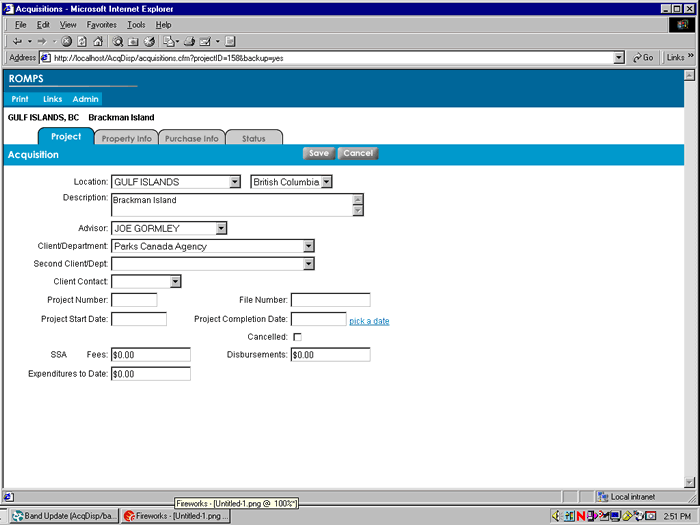 Acquisitions - Microsoft Internet Explorer
File Edit View Favorites Tools Help
Address http://localhost/AcqDisp/acquisitions.cfm?projectID=158&backup=yes Go Links »
ROMPS
Print Links Admin
GULF ISLANDS, BC Brackman Island
Project Property Info Purchase Info Status
Acquisition Save Cancel
Location: GULF ISLANDS British Columbia
Description: Brackman Island
Advisor: JOE GORMLEY
Client/Department: Parks Canada Agency
Second Client/Dept:
Client Contact:
Project Number: File Number:
Project Start Date: Project Completion Date: pick a date
Cancelled:
SSA Fees: $0.00 Disbursements: $0.00
Expenditures to Date: $0.00
Local intranet
Fireworks - [Untitled-1.png @ 100%*]
Band Update (AcqDisp/ba... Fireworks - [Untitled-1.png ... 2:51 PM